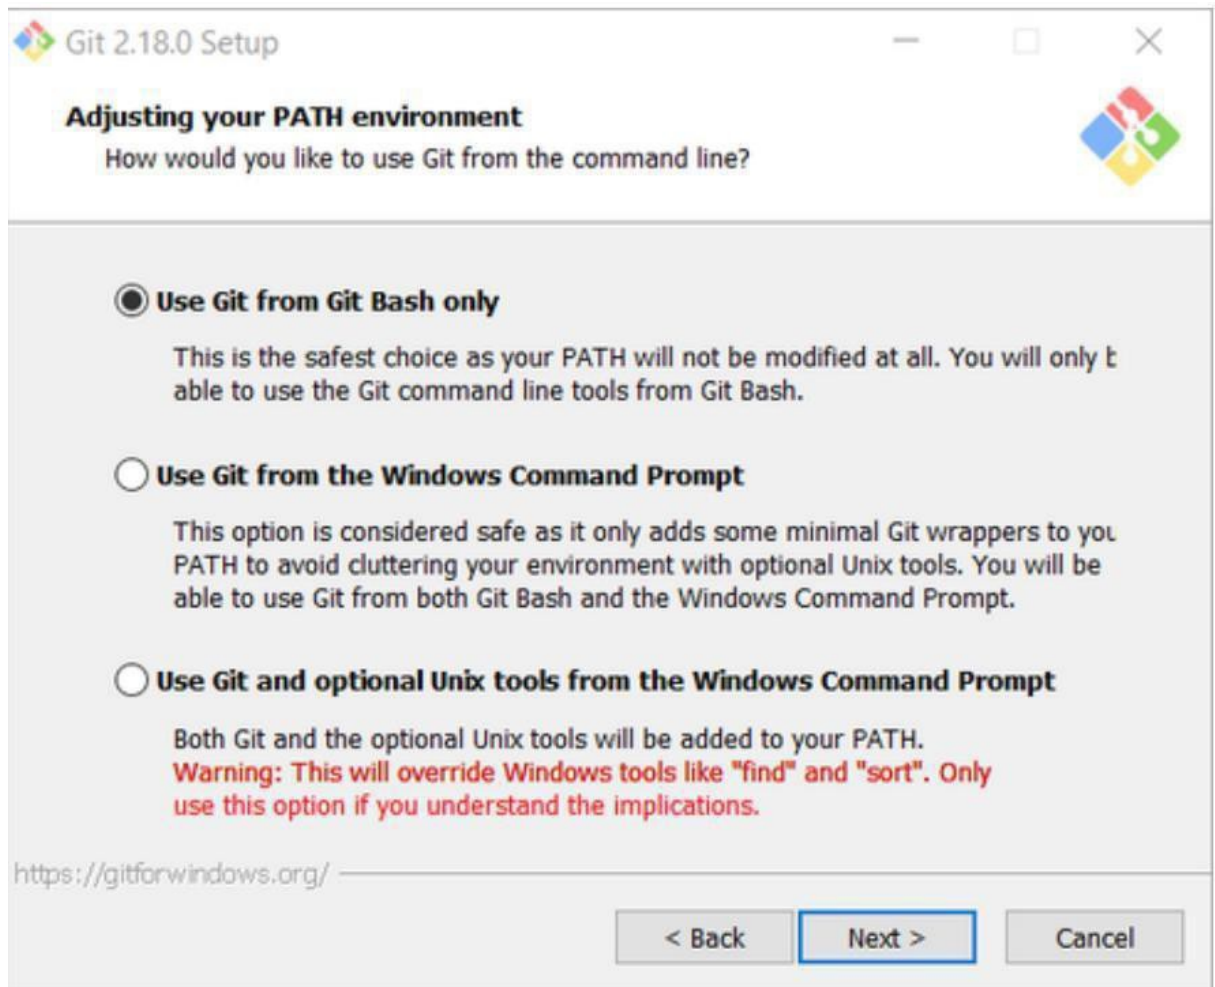 Git 2.18.0 Setup
Adjusting your PATH environment
How would you like to use Git from the command line?
Use Git from Git Bash only
This is the safest choice as your PATH will not be modified at all. You will only b
able to use the Git command line tools from Git Bash.
Use Git from the Windows Command Prompt
This option is considered safe as it only adds some minimal Git wrappers to you
PATH to avoid cluttering your environment with optional Unix tools. You will be
able to use Git from both Git Bash and the Windows Command Prompt.
Use Git and optional Unix tools from the Windows Command Prompt
Both Git and the optional Unix tools will be added to your PATH.
Warning: This will override Windows tools like "find" and "sort". Only
use this option if you understand the implications.
https://gitforwindows.org/
< Back Next > Cancel